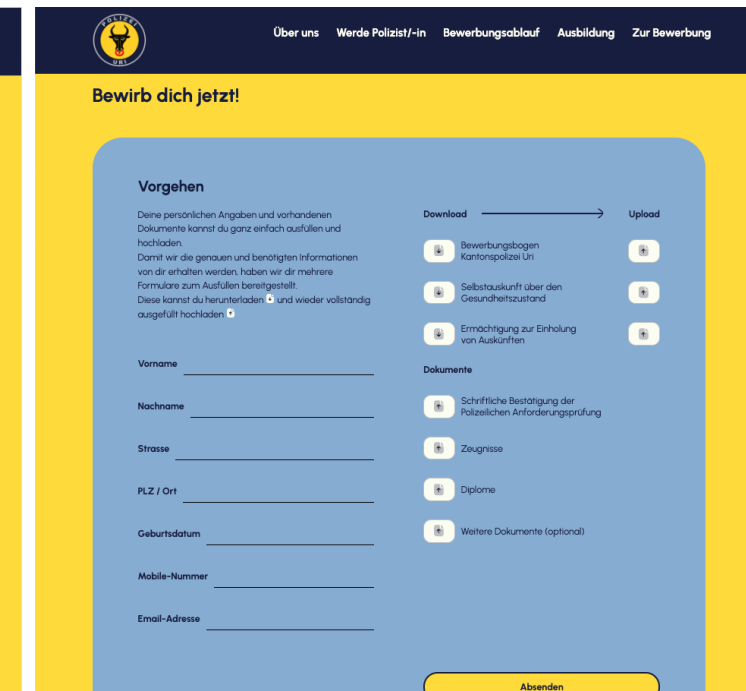 POLIZEI
URI
Über uns Werde Polizist/-in Bewerbungsablauf Ausbildung Zur Bewerbung
Bewirb dich jetzt!
Vorgehen
Deine persönlichen Angaben und vorhandenen
Dokumente kannst du ganz einfach ausfüllen und
hochladen.
Damit wir die genauen und benötigten Informationen
von dir erhalten werden, haben wir dir mehrere
Formulare zum Ausfüllen bereitgestellt.
Diese kannst du herunterladen und wieder vollständig
ausgefüllt hochladen
Vorname
Nachname
Strasse
PLZ / Ort
Geburtsdatum
Mobile-Nummer
Email-Adresse
Download Upload
Bewerbungsbogen
Kantonspolizei Uri
Selbstauskunft über den
Gesundheitszustand
Ermächtigung zur Einholung
von Auskünften
Dokumente
Schriftliche Bestätigung der
Polizeilichen Anforderungsprüfung
Zeugnisse
Diplome
Weitere Dokumente (optional)
Absenden